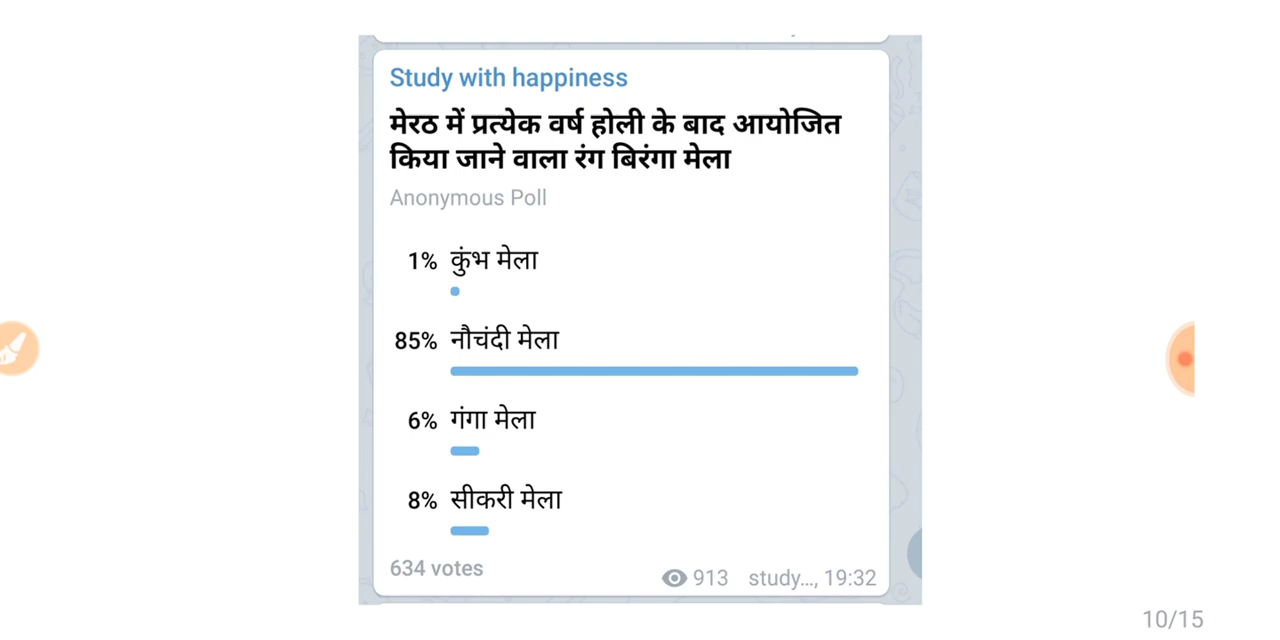 Study with happiness
मेरठ में प्रत्येक वर्ष होली के बाद आयोजित
किया जाने वाला रंग बिरंगा मेला
Anonymous Poll
1% कुंभ मेला
85% नौचंदी मेला
6% गंगा मेला
8% सीकरी मेला
634 votes
913 study..., 19:32
10/15